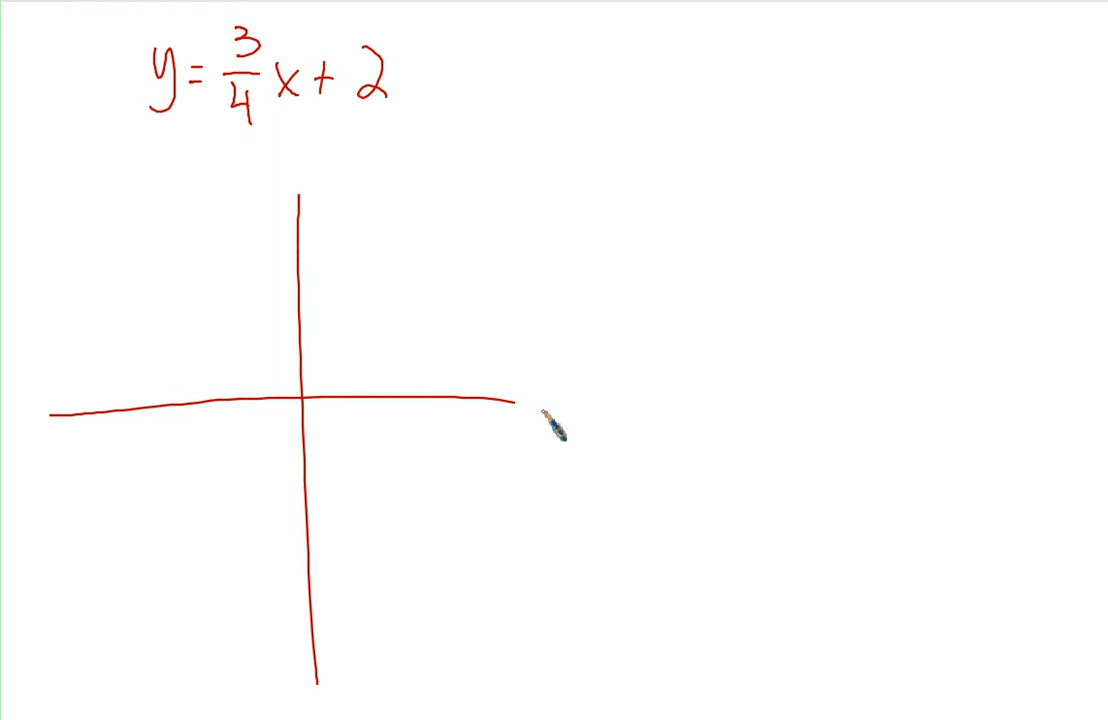 y = 3/4 x + 2